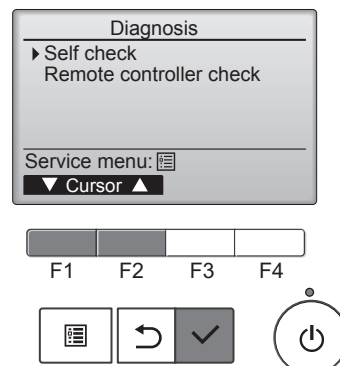 Diagnosis
Self check
Remote controller check
Service menu:
▼ Cursor ▲
F1 F2 F3 F4